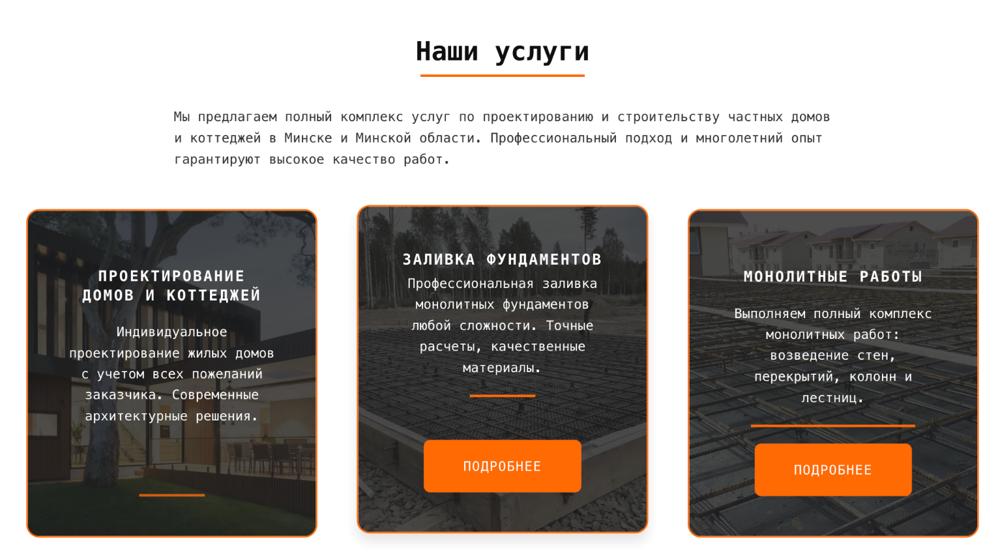 Наши услуги
Мы предлагаем полный комплекс услуг по проектированию и строительству частных домов
и коттеджей в Минске и Минской области. Профессиональный подход и многолетний опыт
гарантируют высокое качество работ.
ПРОЕКТИРОВАНИЕ
ДОМОВ И КОТТЕДЖЕЙ
Индивидуальное
проектирование жилых домов
с учетом всех пожеланий
заказчика. Современные
архитектурные решения.
ЗАЛИВКА ФУНДАМЕНТОВ
Профессиональная заливка
монолитных фундаментов
любой сложности. Точные
расчеты, качественные
материалы.
ПОДРОБНЕЕ
МОНОЛИТНЫЕ РАБОТЫ
Выполняем полный комплекс
монолитных работ:
возведение стен,
перекрытий, колонн и
лестниц.
ПОДРОБНЕЕ